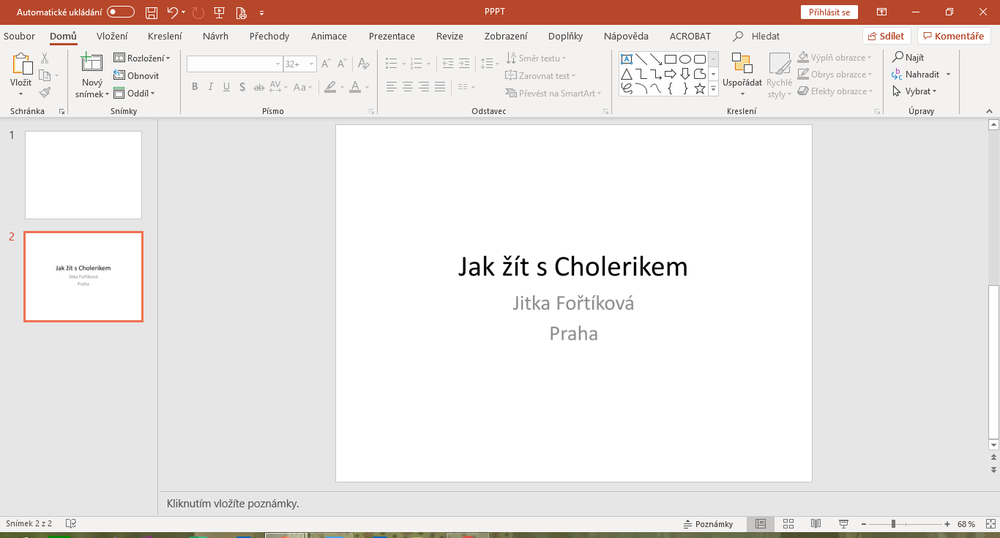 Automatické ukládání
PPPT
Přihlásit se
Soubor Domů Vložení Kreslení Návrh Přechody Animace Prezentace Revize Zobrazení Doplňky Nápověda ACROBAT Hledat Sdílet Komentáře
Vložit
Schránka
Nový
snímek
Rozložení
Obnovit
Oddíl
Snímky
32+
B I U S ab AV Aa A
Písmo
Směr textu
Zarovnat text
Převést na SmartArt
Odstavec
Uspořádat
Rychlé
styly
Výplň obrazce
Obrys obrazce
Efekty obrazce
Kreslení
Najít
Nahradit
Vybrat
Úpravy
1
2
Jak žít s Cholerikem
Jitka Fořtíková
Praha
Jak žít s Cholerikem
Jitka Fořtíková
Praha
Kliknutím vložíte poznámky.
Snímek 2 z 2
Poznámky
68 %